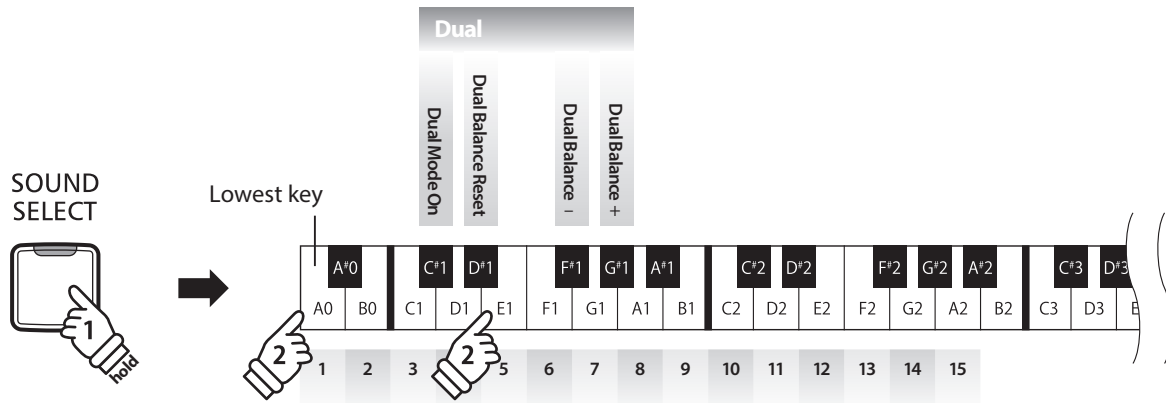 Dual
Dual Mode On
Dual Balance Reset
Dual Balance −
Dual Balance +
SOUND
SELECT
Lowest key
A#0 C#1 D#1 F#1 G#1 A#1 C#2 D#2 F#2 G#2 A#2 C#3 D#3
A0 B0 C1 D1 E1 F1 G1 A1 B1 C2 D2 E2 F2 G2 A2 B2 C3 D3 E
1
hold
2 2
1 2 3 5 6 7 8 9 10 11 12 13 14 15